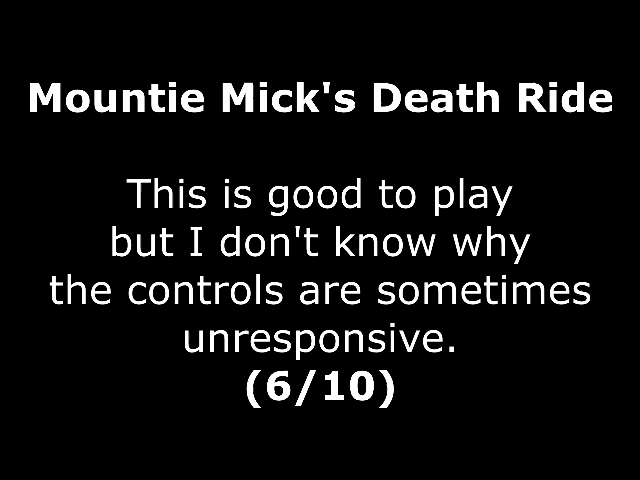 Mountie Mick's Death Ride
This is good to play
but I don't know why
the controls are sometimes
unresponsive.
(6/10)